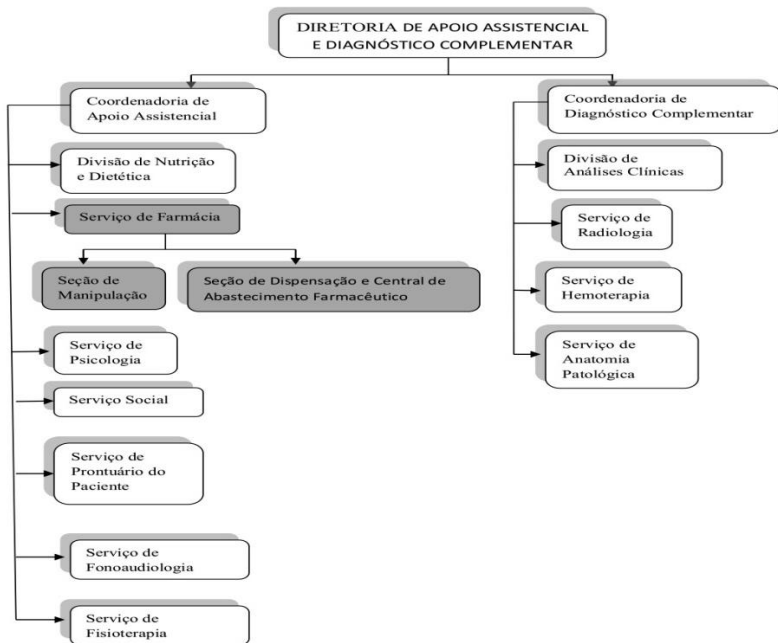 DIRETORIA DE APOIO ASSISTENCIAL
E DIAGNÓSTICO COMPLEMENTAR
Coordenadoria de
Apoio Assistencial
Divisão de Nutrição
e Dietética
Serviço de Farmácia
Seção de
Manipulação
Seção de Dispensação e Central de
Abastecimento Farmacêutico
Serviço de
Psicologia
Serviço Social
Serviço de
Prontuário do
Paciente
Serviço de
Fonoaudiologia
Serviço de
Fisioterapia
Coordenadoria de
Diagnóstico Complementar
Divisão de
Análises Clínicas
Serviço de
Radiologia
Serviço de
Hemoterapia
Serviço de
Anatomia
Patológica